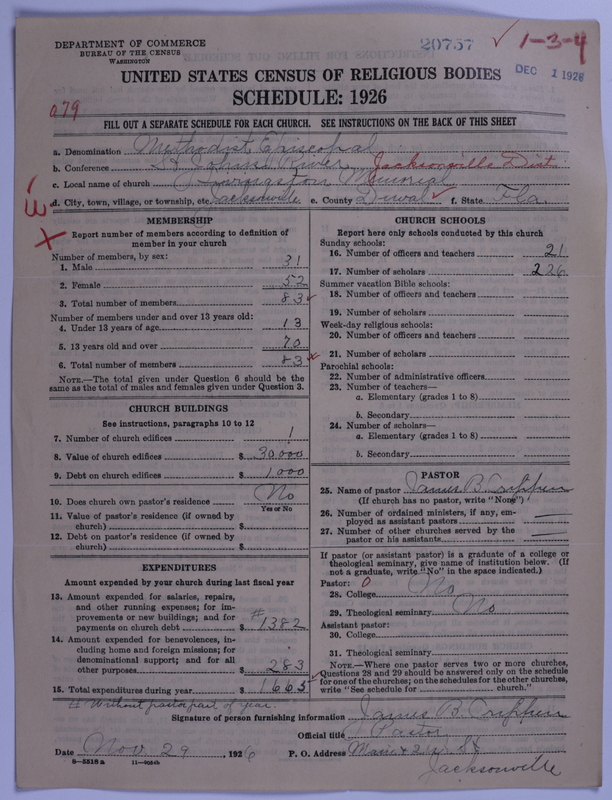 DEPARTMENT OF COMMERCE
BUREAU OF THE CENSUS
WASHINGTON
20757
1-3-4
DEC 1 1926
UNITED STATES CENSUS OF RELIGIOUS BODIES
SCHEDULE: 1926
a79
FILL OUT A SEPARATE SCHEDULE FOR EACH CHURCH. SEE INSTRUCTIONS ON THE BACK OF THIS SHEET
a. Denomination Methodist Episcopal
b. Conference St Johns River Jacksonville Dist.
c. Local name of church Memorial
d. City, town, village, or township, etc. Jacksonville e. County Duval f. State Fla.
MEMBERSHIP
Report number of members according to definition of member in your church
Number of members, by sex:
1. Male 31
2. Female 52
3. Total number of members 83
Number of members under and over 13 years old:
4. Under 13 years of age 13
5. 13 years old and over 70
6. Total number of members 83
NOTE.—The total given under Question 6 should be the same as the total of males and females given under Question 3.
CHURCH BUILDINGS
See instructions, paragraphs 10 to 12
7. Number of church edifices 1
8. Value of church edifices $ 30,000
9. Debt on church edifices $ 1,000
10. Does church own pastor's residence No
Yes or No
11. Value of pastor's residence (if owned by church) $
12. Debt on pastor's residence (if owned by church) $
EXPENDITURES
Amount expended by your church during last fiscal year
13. Amount expended for salaries, repairs, and other running expenses; for improvements or new buildings; and for payments on church debt $ # 1382
14. Amount expended for benevolences, including home and foreign missions; for denominational support; and for all other purposes $ 283
15. Total expenditures during year $ 1665
# Without pastor part of year.
CHURCH SCHOOLS
Report here only schools conducted by this church
Sunday schools:
16. Number of officers and teachers 21
17. Number of scholars 226
Summer vacation Bible schools:
18. Number of officers and teachers
19. Number of scholars
Week-day religious schools:
20. Number of officers and teachers
21. Number of scholars
Parochial schools:
22. Number of administrative officers
23. Number of teachers—
a. Elementary (grades 1 to 8)
b. Secondary
24. Number of scholars—
a. Elementary (grades 1 to 8)
b. Secondary
PASTOR
25. Name of pastor James B.
(If church has no pastor, write "None")
26. Number of ordained ministers, if any, employed as assistant pastors
27. Number of other churches served by the pastor or his assistants
If pastor (or assistant pastor) is a graduate of a college or theological seminary, give name of institution below. (If not a graduate, write "No" in the space indicated.)
Pastor: 0
28. College No
29. Theological seminary No
Assistant pastor:
30. College
31. Theological seminary
NOTE.—Where one pastor serves two or more churches, Questions 28 and 29 should be answered only on the schedule for one of the churches; on the schedules for the other churches, write "See schedule for church."
Signature of person furnishing information James B.
Official title Pastor
Date Nov. 29, 1926 P. O. Address Main &
Jacksonville
8—5518 a 11—9054b